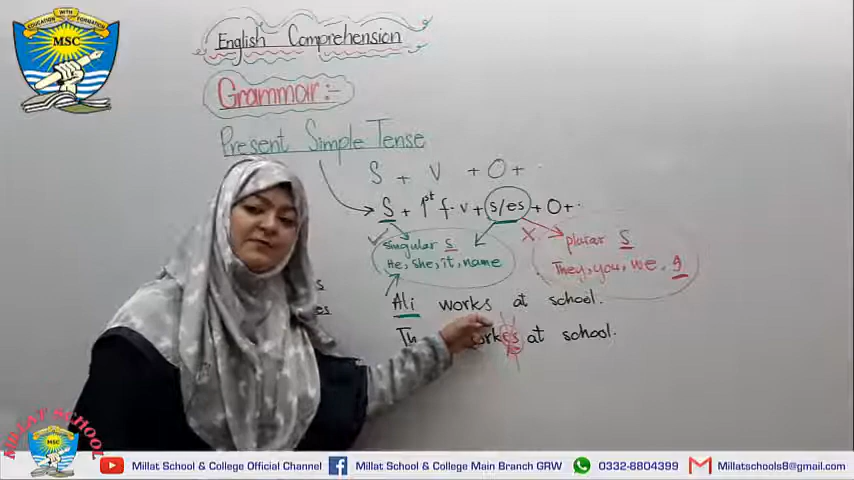 EDUCATION WITH FORMATION
MSC
English Comprehension
Grammar:-
Present Simple Tense
S + V + O + .
S + 1st f. v + s/es + O + .
singular S
He, she, it, name
X
plurar S
They, you, we, I
Ali works at school.
at school.
MILLAT SCHOOL
MSC
Millat School & College Official Channel
Millat School & College Main Branch GRW
0332-8804399
Millatschools8@gmail.com